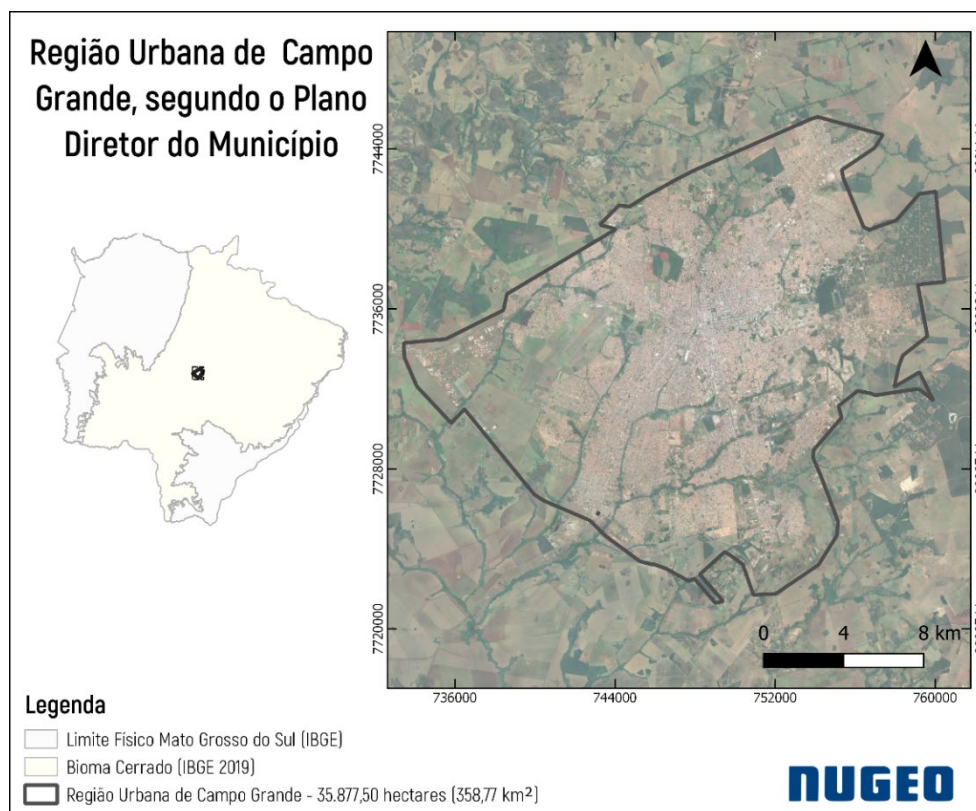 Região Urbana de Campo
Grande, segundo o Plano
Diretor do Município
7744000
7736000
7728000
7720000
0 4 8 km
736000 744000 752000 760000
Legenda
Limite Físico Mato Grosso do Sul (IBGE)
Bioma Cerrado (IBGE 2019)
Região Urbana de Campo Grande - 35.877,50 hectares (358,77 km²)
NUGEO